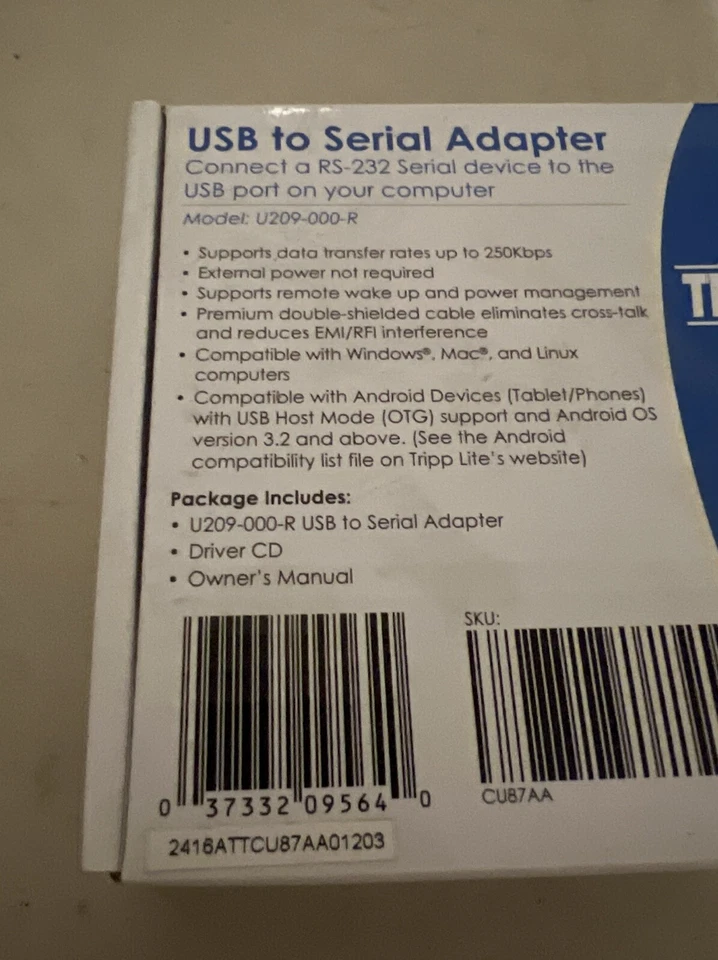 USB to Serial Adapter
Connect a RS-232 Serial device to the
USB port on your computer
Model: U209-000-R
• Supports data transfer rates up to 250Kbps
• External power not required
• Supports remote wake up and power management
• Premium double-shielded cable eliminates cross-talk
and reduces EMI/RFI interference
• Compatible with Windows®, Mac®, and Linux
computers
• Compatible with Android Devices (Tablet/Phones)
with USB Host Mode (OTG) support and Android OS
version 3.2 and above. (See the Android
compatibility list file on Tripp Lite's website)
Package Includes:
• U209-000-R USB to Serial Adapter
• Driver CD
• Owner's Manual
SKU:
CU87AA
0 37332 09564 0
2416ATTCU87AA01203